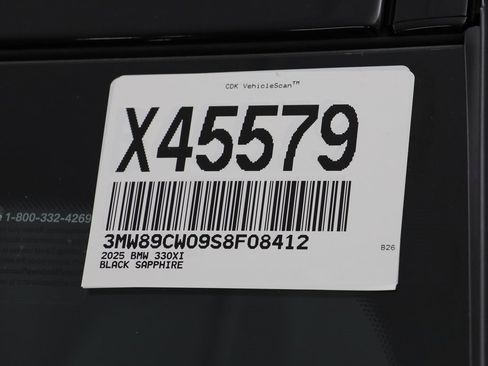 CDK VehicleScan™
X45579
3MW89CW09S8F08412
2025 BMW 330XI
BLACK SAPPHIRE
B26
1-800-332-4269